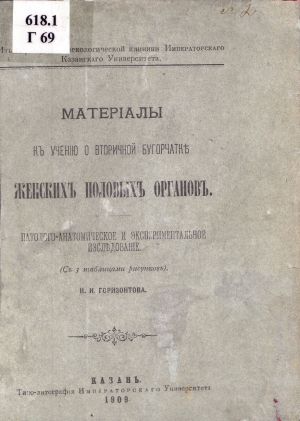 618.1
Г 69
гинекологической клиники Императорскаго
Казанскаго Университета.
МАТЕРІАЛЫ
КЪ УЧЕНІЮ О ВТОРИЧНОЙ БУГОРЧАТКѢ
ЖЕНСКИХЪ ПОЛОВЫХЪ ОРГАНОВЪ.
ПАТОЛОГО-АНАТОМИЧЕСКОЕ И ЭКСПЕРИМЕНТАЛЬНОЕ
ИЗСЛѢДОВАНІЕ.
(Съ 3 таблицами рисунковъ).
Н. И. ГОРИЗОНТОВА.
КАЗАНЬ.
Типо-литографія Императорскаго Университета
1909